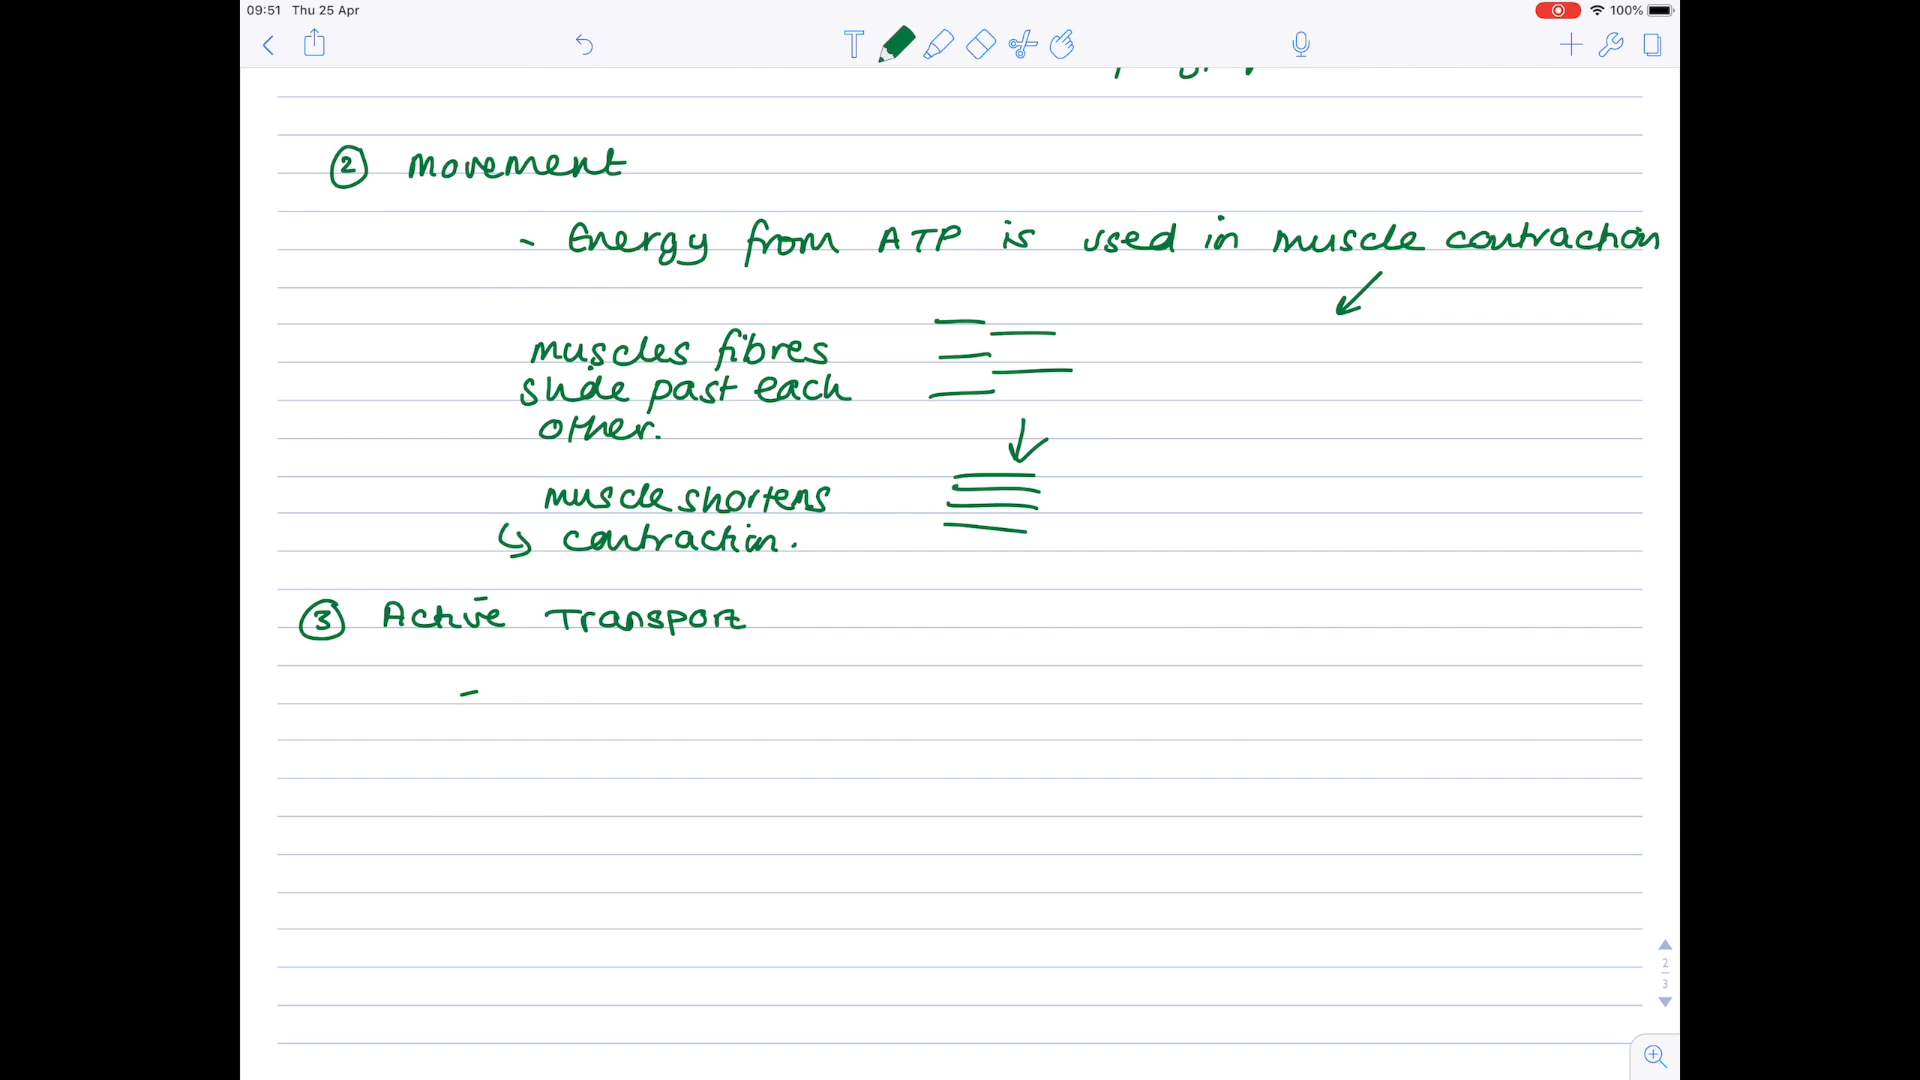 09:51 Thu 25 Apr
100%
T
2 Movement
- Energy from ATP is used in muscle contraction
muscles fibres
slide past each
other.
muscle shortens
↳ contraction.
3 Active Transport
-
2
3